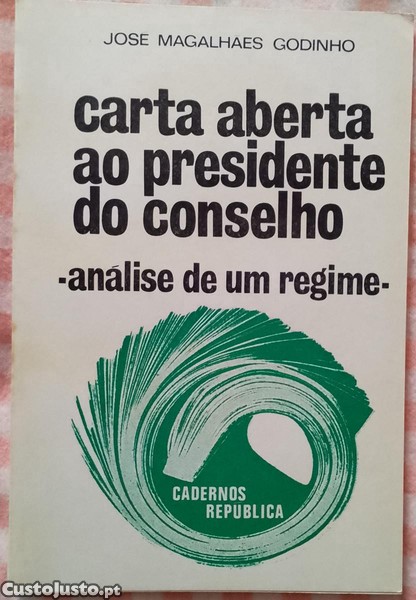 JOSE MAGALHAES GODINHO
carta aberta
ao presidente
do conselho
-análise de um regime-
CADERNOS
REPUBLICA
CustoJusto.pt